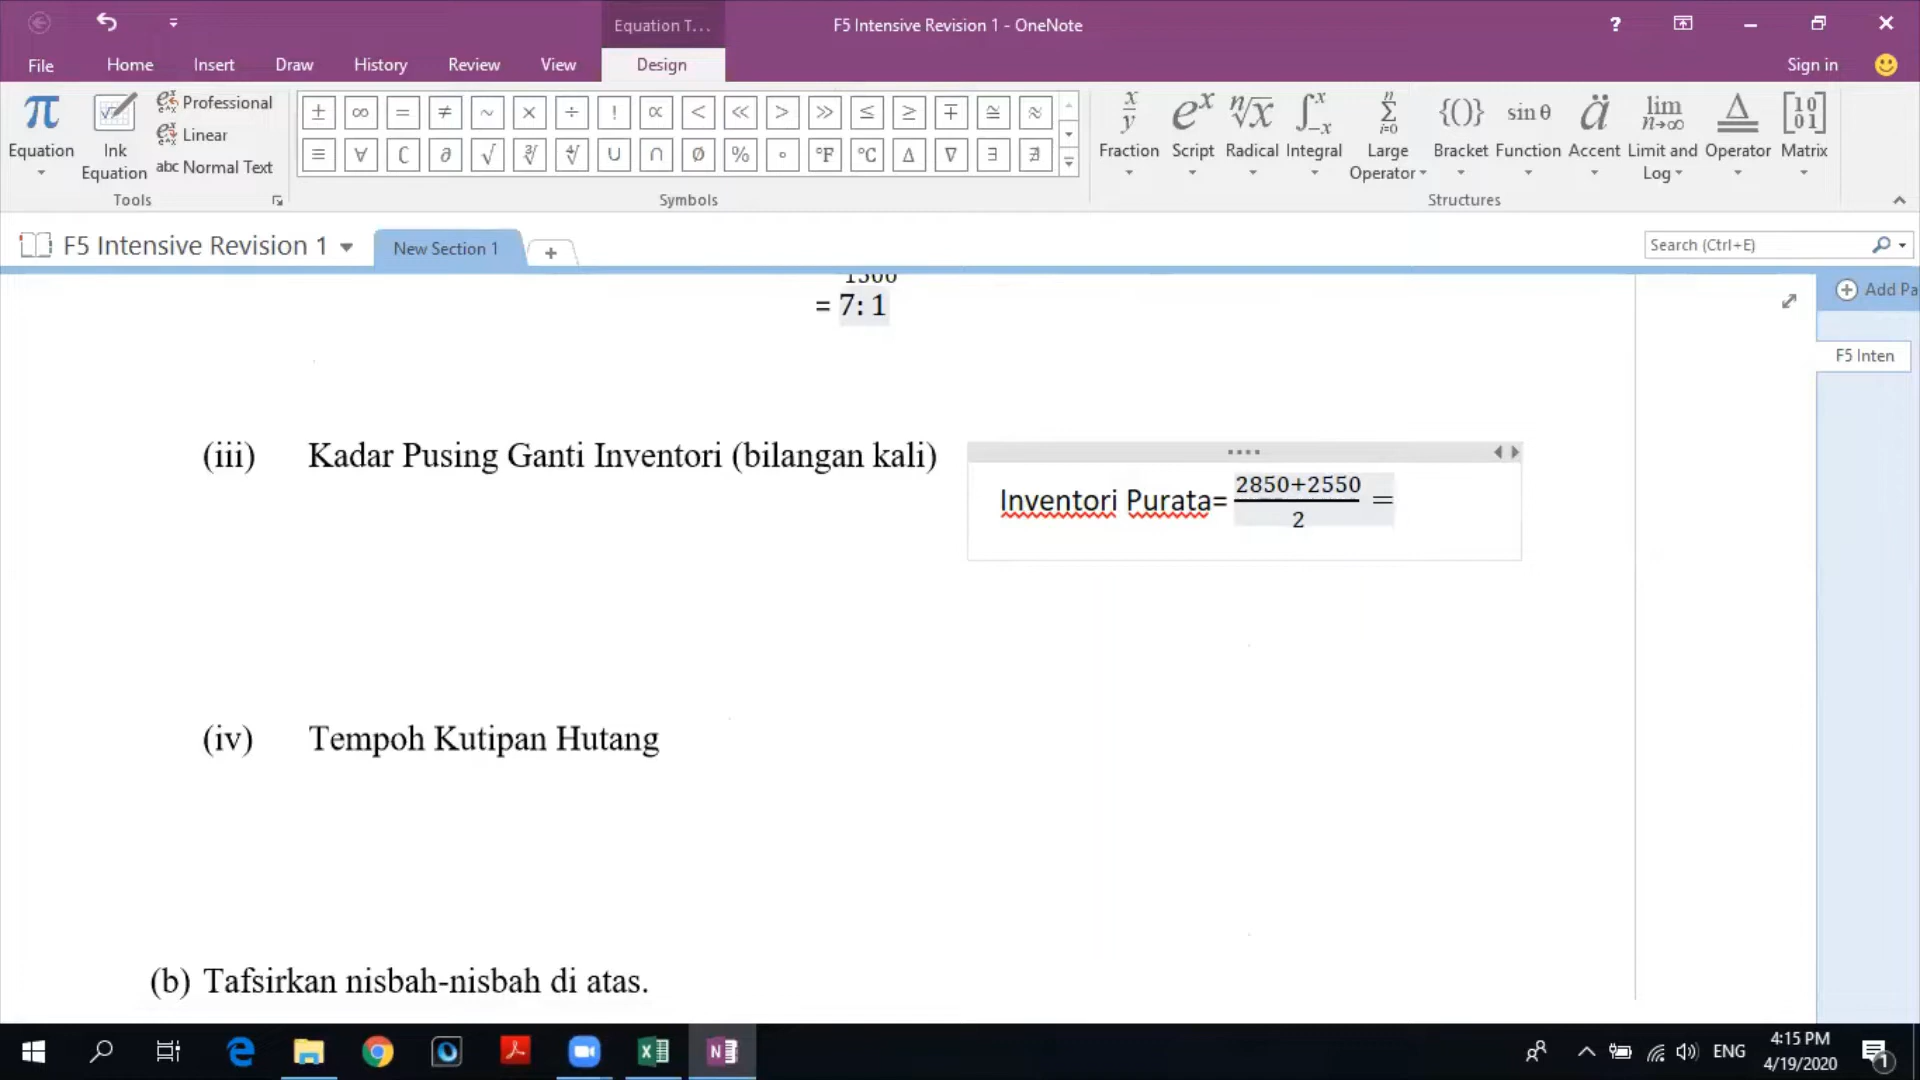 Equation T...
F5 Intensive Revision 1 - OneNote
?
File Home Insert Draw History Review View Design
Sign in
Professional
Linear
abc Normal Text
Equation
Ink
Equation
Tools
± ∞ = ≠ ~ × ÷ ! ∝ < ≪ > ≫ ≤ ≥ ∓ ≅ ≈
≡ ∀ ∁ ∂ √ ∛ ∜ ∪ ∩ ∅ % ° °F °C ∆ ∇ ∃ ∄
Symbols
Fraction Script Radical Integral Large Operator Bracket Function Accent Limit and Log Operator Matrix
Structures
F5 Intensive Revision 1
New Section 1
+
Search (Ctrl+E)
Add Pa
F5 Inten
= 7: 1
(iii) Kadar Pusing Ganti Inventori (bilangan kali)
Inventori Purata= 2850+2550 =
2
(iv) Tempoh Kutipan Hutang
(b) Tafsirkan nisbah-nisbah di atas.
ENG
4:15 PM
4/19/2020
1